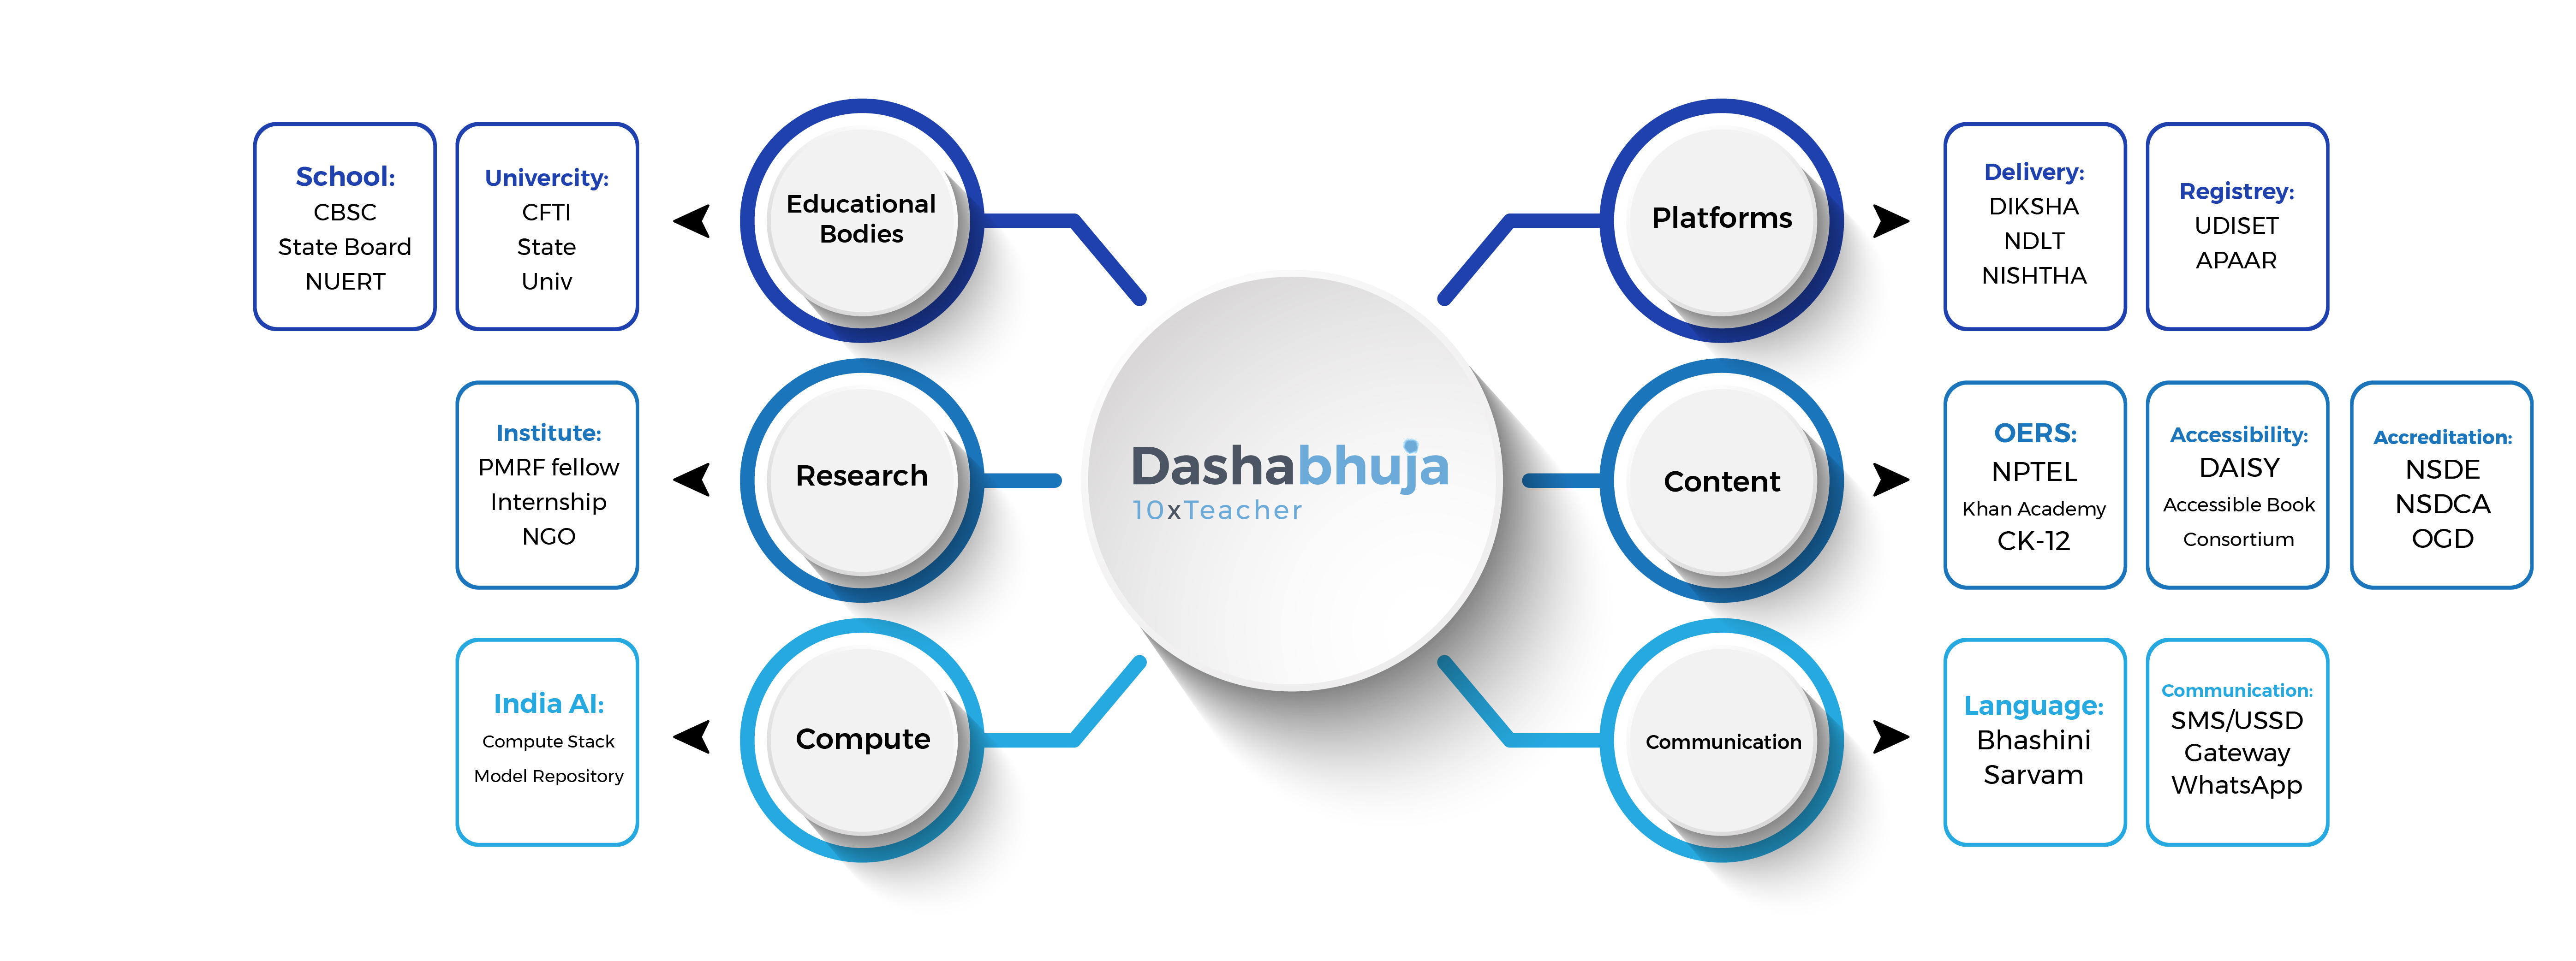 School:
CBSC
State Board
NUERT
Univercity:
CFTI
State
Univ
Educational
Bodies
Platforms
Delivery:
DIKSHA
NDLT
NISHTHA
Registrey:
UDISET
APAAR
Institute:
PMRF fellow
Internship
NGO
Research
Dashabhuja
10xTeacher
Content
OERS:
NPTEL
Khan Academy
CK-12
Accessibility:
DAISY
Accessible Book
Consortium
Accreditation:
NSDE
NSDCA
OGD
India AI:
Compute Stack
Model Repository
Compute
Communication
Language:
Bhashini
Sarvam
Communication:
SMS/USSD
Gateway
WhatsApp